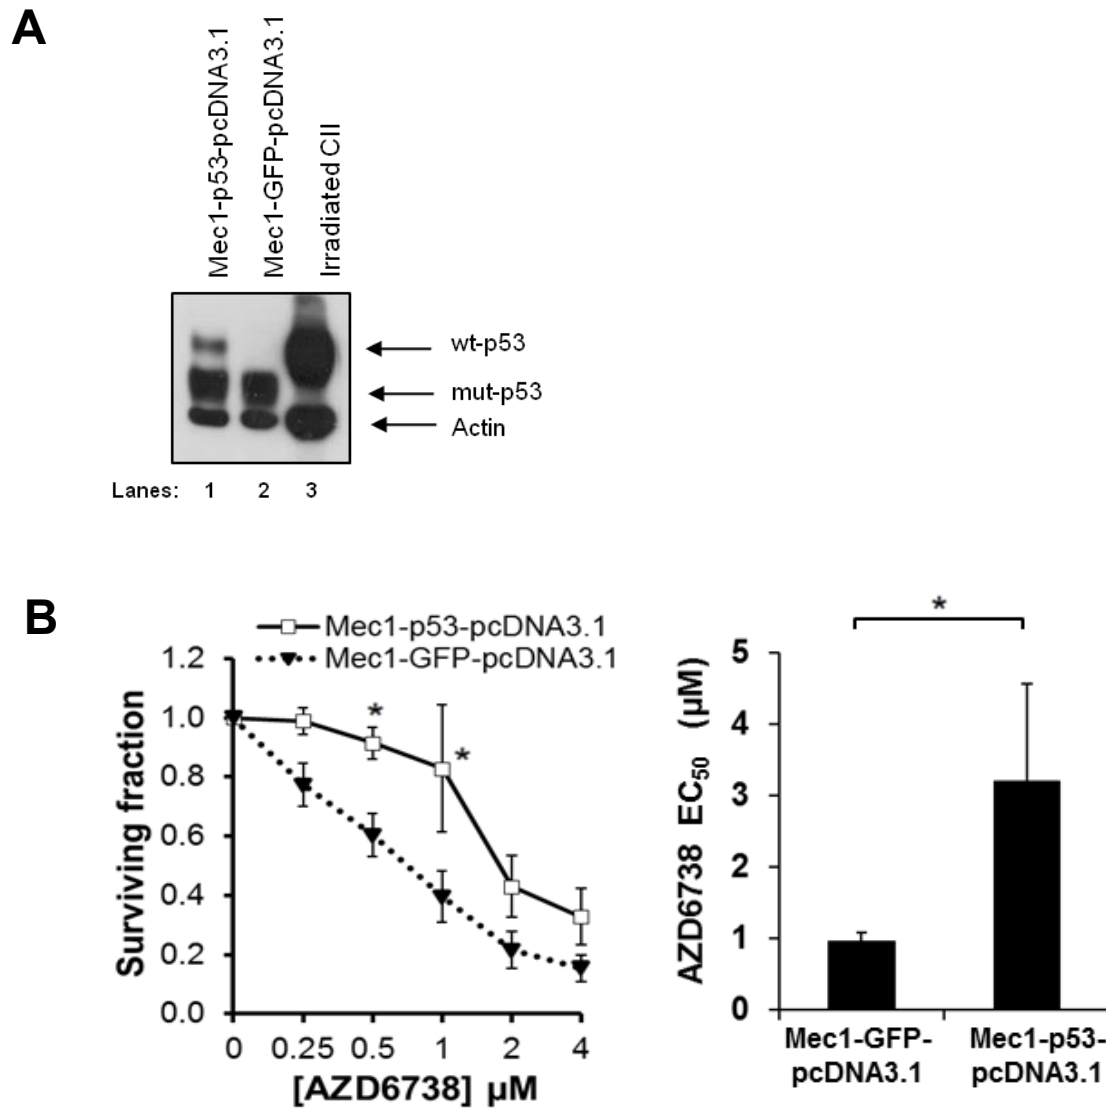 A
Mec1-p53-pcDNA3.1
Mec1-GFP-pcDNA3.1
Irradiated CII
wt-p53
mut-p53
Actin
Lanes: 1 2 3
B
Mec1-p53-pcDNA3.1
Mec1-GFP-pcDNA3.1
Surviving fraction
1.2
1.0
0.8
0.6
0.4
0.2
0.0
*
*
0 0.25 0.5 1 2 4
[AZD6738] µM
*
AZD6738 EC50 (µM)
5
4
3
2
1
0
Mec1-GFP-
pcDNA3.1
Mec1-p53-
pcDNA3.1